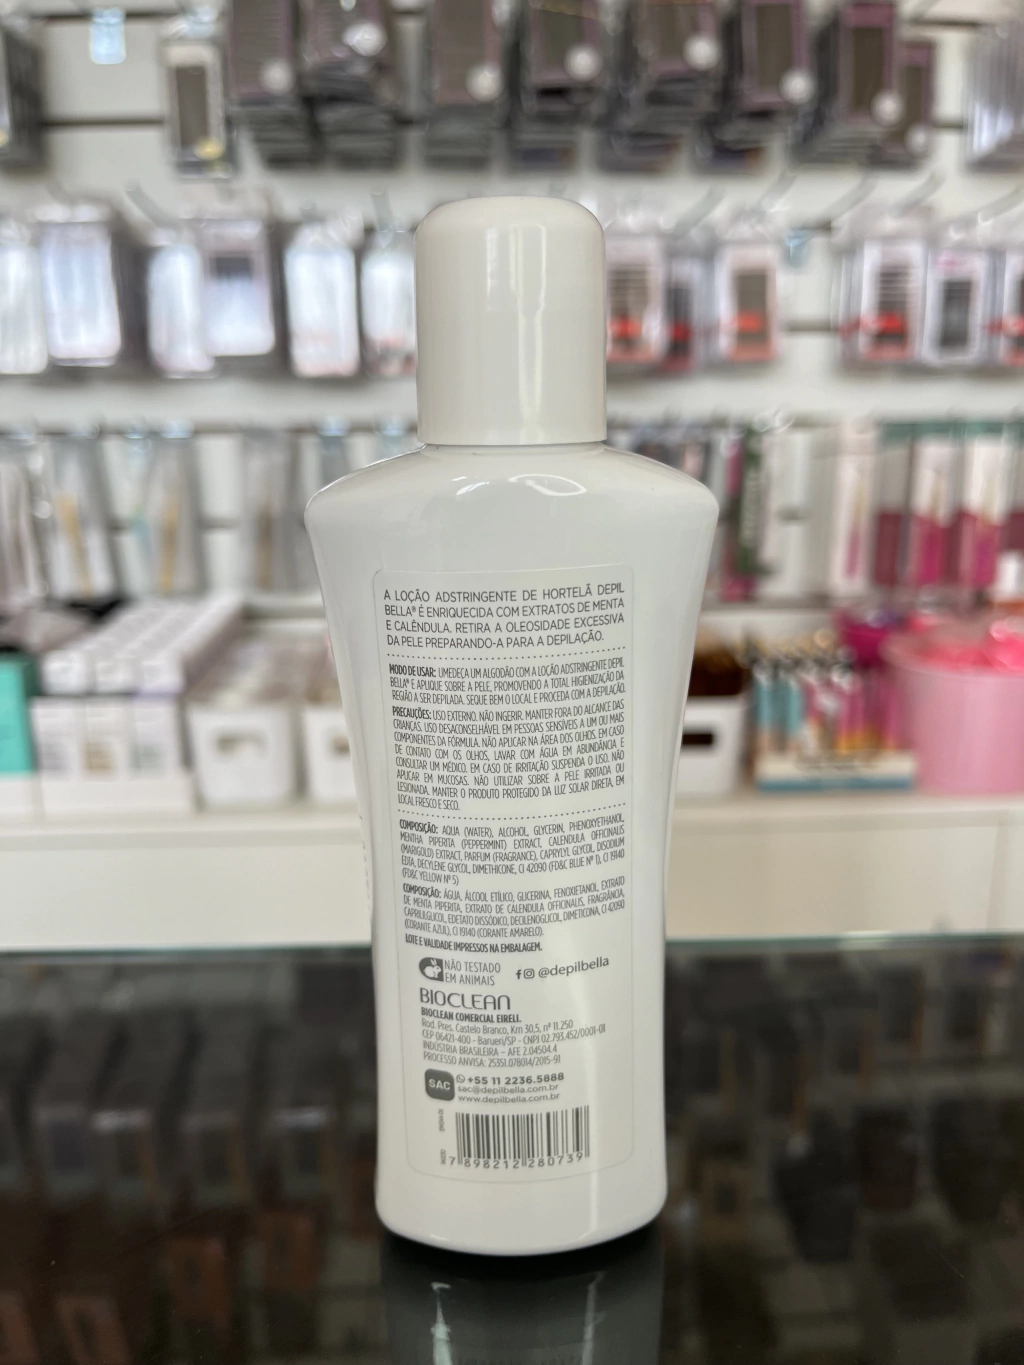 A LOÇÃO ADSTRINGENTE DE HORTELÃ DEPIL
BELLA® É ENRIQUECIDA COM EXTRATOS DE MENTA
E CALÊNDULA. RETIRA A OLEOSIDADE EXCESSIVA
DA PELE PREPARANDO-A PARA A DEPILAÇÃO.
MODO DE USAR: UMEDEÇA UM ALGODÃO COM A LOÇÃO ADSTRINGENTE DEPIL
BELLA® E APLIQUE SOBRE A PELE, PROMOVENDO A TOTAL HIGIENIZAÇÃO DA
REGIÃO A SER DEPILADA. SEQUE BEM O LOCAL E PROCEDA COM A DEPILAÇÃO.
PRECAUÇÕES: USO EXTERNO. NÃO INGERIR. MANTER FORA DO ALCANCE DAS
CRIANÇAS. USO DESACONSELHÁVEL EM PESSOAS SENSÍVEIS A UM OU MAIS
COMPONENTES DA FÓRMULA. NÃO APLICAR NA ÁREA DOS OLHOS. EM CASO
DE CONTATO COM OS OLHOS, LAVAR COM ÁGUA EM ABUNDÂNCIA E
CONSULTAR UM MÉDICO. EM CASO DE IRRITAÇÃO SUSPENDA O USO. NÃO
APLICAR EM MUCOSAS. NÃO UTILIZAR SOBRE A PELE IRRITADA OU
LESIONADA. MANTER O PRODUTO PROTEGIDO DA LUZ SOLAR DIRETA, EM
LOCAL FRESCO E SECO.
COMPOSIÇÃO: AQUA (WATER), ALCOHOL, GLYCERIN, PHENOXYETHANOL,
MENTHA PIPERITA (PEPPERMINT) EXTRACT, CALENDULA OFFICINALIS
(MARIGOLD) EXTRACT, PARFUM (FRAGRANCE), CAPRYLYL GLYCOL, DISODIUM
EDTA, DECYLENE GLYCOL, DIMETHICONE, CI 42090 (FD&C BLUE Nº 1), CI 19140
(FD&C YELLOW Nº 5)
COMPOSIÇÃO: ÁGUA, ÁLCOOL ETÍLICO, GLICERINA, FENOXIETANOL, EXTRATO
DE MENTA PIPERITA, EXTRATO DE CALENDULA OFFICINALIS, FRAGRÂNCIA,
CAPRILILGLICOL, EDETATO DISSÓDICO, DECILENOGLICOL, DIMETICONA, CI 42090
(CORANTE AZUL), CI 19140 (CORANTE AMARELO).
LOTE E VALIDADE IMPRESSOS NA EMBALAGEM.
NÃO TESTADO
EM ANIMAIS
@depilbella
BIOCLEAN
BIOCLEAN COMERCIAL EIRELI.
Rod. Pres. Castelo Branco, Km 30,5, nº 11.250
CEP 06421-400 - Barueri/SP - CNPJ 02.793.452/0001-01
INDÚSTRIA BRASILEIRA - AFE 2.04504.4
PROCESSO ANVISA: 25351.078014/2015-91
SAC
+55 11 2236.5888
sac@depilbella.com.br
www.depilbella.com.br
7 898212 280739